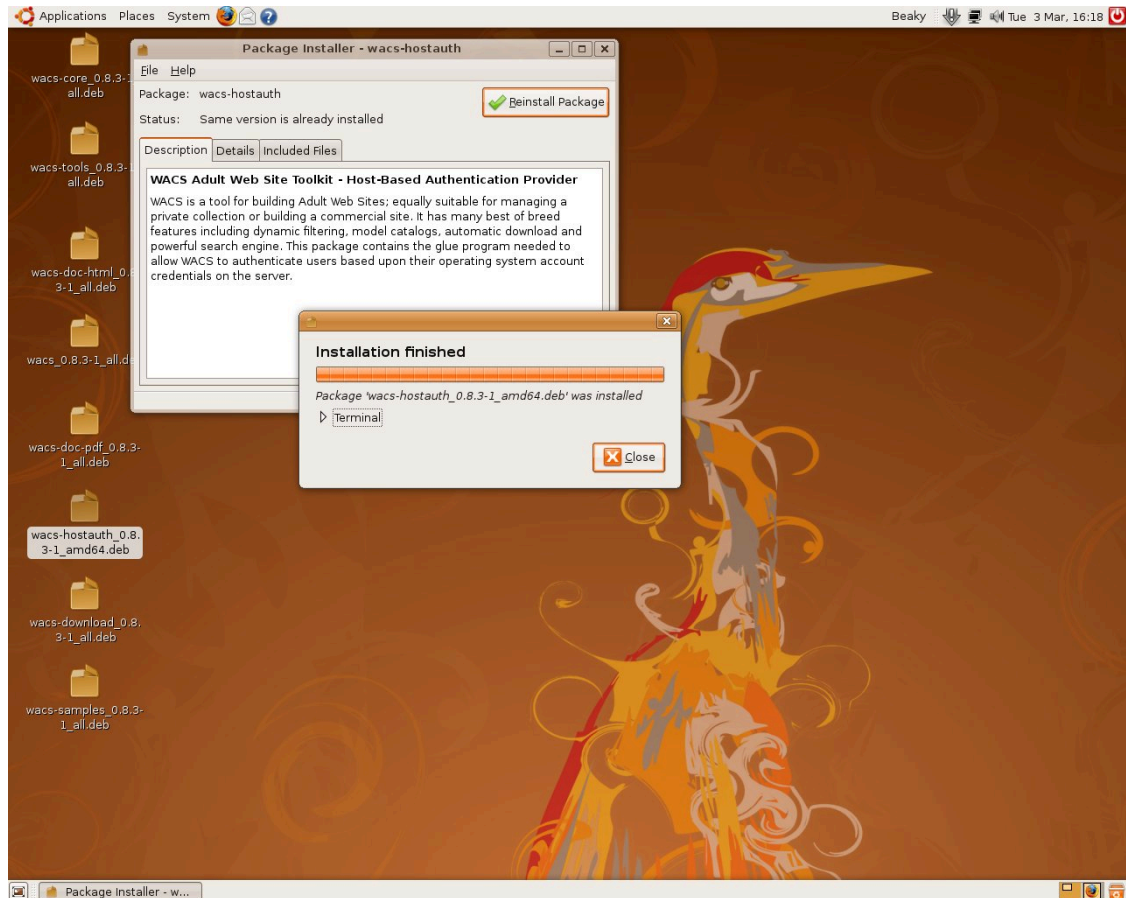 Applications Places System
Beaky Tue 3 Mar, 16:18
Package Installer - wacs-hostauth
File Help
Package: wacs-hostauth
Reinstall Package
Status: Same version is already installed
Description Details Included Files
WACS Adult Web Site Toolkit - Host-Based Authentication Provider
WACS is a tool for building Adult Web Sites; equally suitable for managing a
private collection or building a commercial site. It has many best of breed
features including dynamic filtering, model catalogs, automatic download and
powerful search engine. This package contains the glue program needed to
allow WACS to authenticate users based upon their operating system account
credentials on the server.
Installation finished
Package 'wacs-hostauth_0.8.3-1_amd64.deb' was installed
Terminal
Close
wacs-core_0.8.3-1
all.deb
wacs-tools_0.8.3-1
all.deb
wacs-doc-html_0.
3-1_all.deb
wacs_0.8.3-1_all.de
wacs-doc-pdf_0.8.3-
1_all.deb
wacs-hostauth_0.8.
3-1_amd64.deb
wacs-download_0.8.
3-1_all.deb
wacs-samples_0.8.3-
1_all.deb
Package Installer - w...